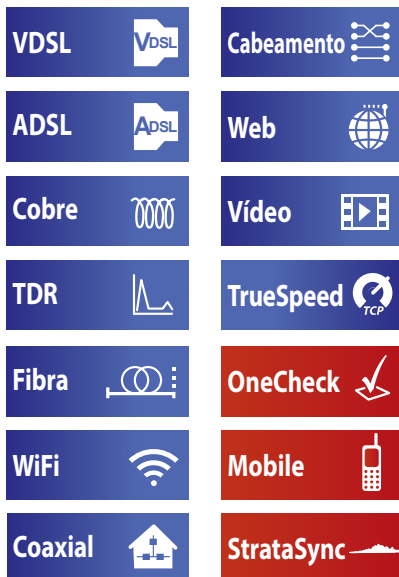 VDSL
VDSL
ADSL
ADSL
Cobre
TDR
Fibra
WiFi
Coaxial
Cabeamento
Web
Vídeo
TrueSpeed
TCP
OneCheck
Mobile
StrataSync